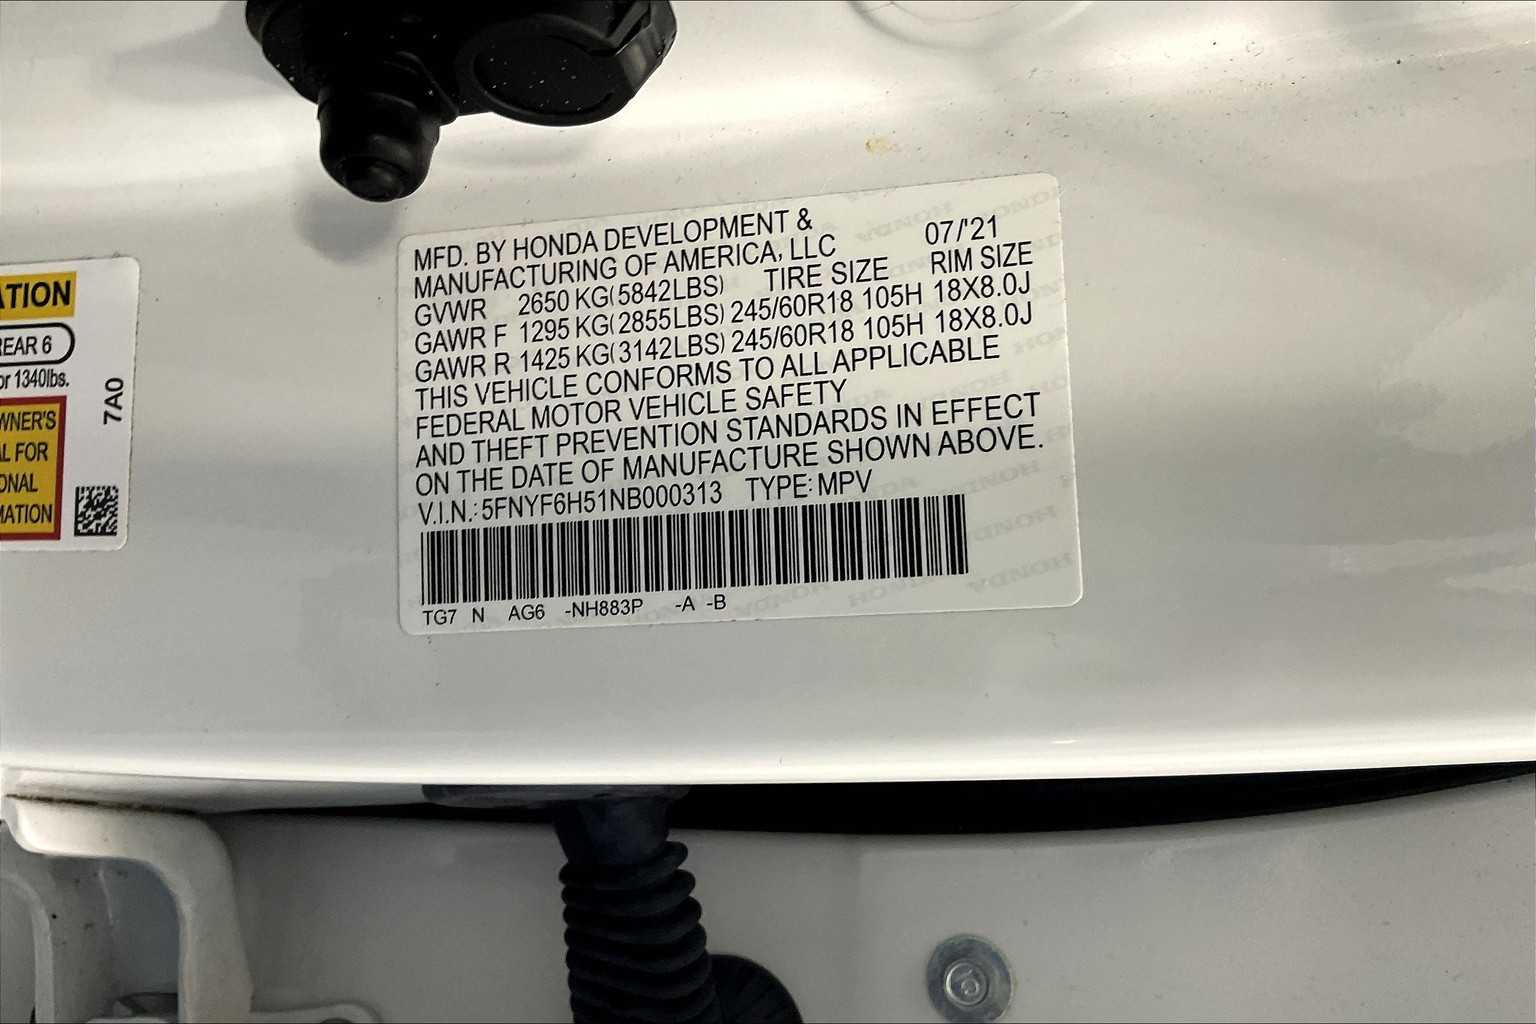 ATION
REAR 6
or 1340lbs.
WNER'S
AL FOR
ONAL
MATION
7A0
MFD. BY HONDA DEVELOPMENT &
MANUFACTURING OF AMERICA, LLC 07/'21
GVWR 2650 KG(5842LBS) TIRE SIZE RIM SIZE
GAWR F 1295 KG(2855LBS) 245/60R18 105H 18X8.0J
GAWR R 1425 KG(3142LBS) 245/60R18 105H 18X8.0J
THIS VEHICLE CONFORMS TO ALL APPLICABLE
FEDERAL MOTOR VEHICLE SAFETY
AND THEFT PREVENTION STANDARDS IN EFFECT
ON THE DATE OF MANUFACTURE SHOWN ABOVE.
V.I.N.: 5FNYF6H51NB000313 TYPE: MPV
TG7 N AG6 -NH883P -A -B